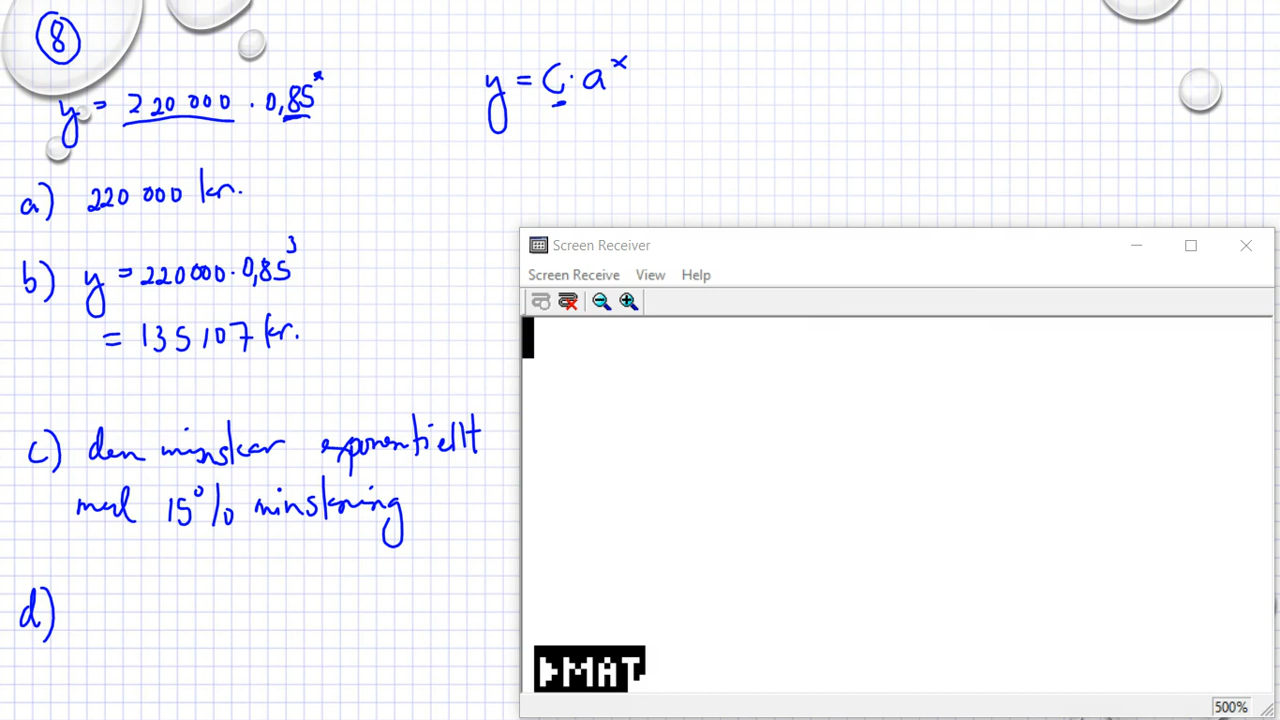 8
y = 220 000 · 0,85^x
y = C · a^x
a) 220 000 kr.
b) y = 220000 · 0,85^3
= 135 107 kr.
c) den minskar exponentiellt
med 15% minskning
d)
Screen Receiver
Screen Receive View Help
►MAT
500%